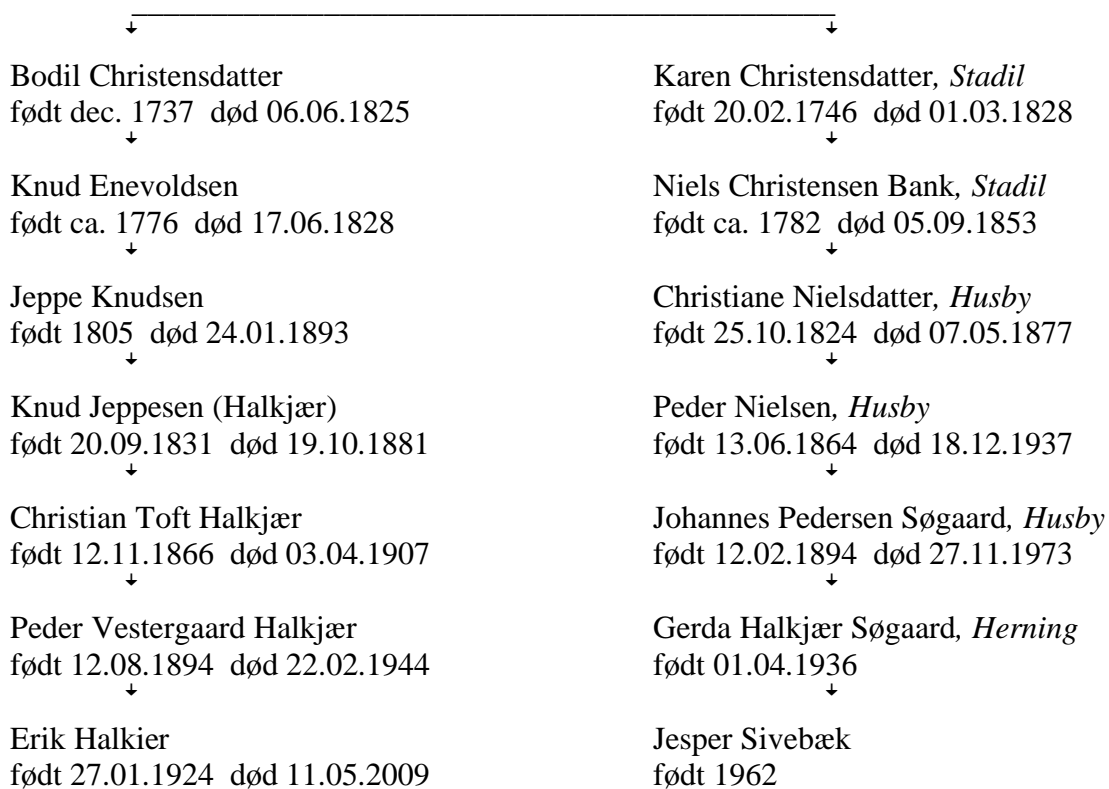 Bodil Christensdatter
født dec. 1737 død 06.06.1825
Knud Enevoldsen
født ca. 1776 død 17.06.1828
Jeppe Knudsen
født 1805 død 24.01.1893
Knud Jeppesen (Halkjær)
født 20.09.1831 død 19.10.1881
Christian Toft Halkjær
født 12.11.1866 død 03.04.1907
Peder Vestergaard Halkjær
født 12.08.1894 død 22.02.1944
Erik Halkier
født 27.01.1924 død 11.05.2009
Karen Christensdatter, Stadil
født 20.02.1746 død 01.03.1828
Niels Christensen Bank, Stadil
født ca. 1782 død 05.09.1853
Christiane Nielsdatter, Husby
født 25.10.1824 død 07.05.1877
Peder Nielsen, Husby
født 13.06.1864 død 18.12.1937
Johannes Pedersen Søgaard, Husby
født 12.02.1894 død 27.11.1973
Gerda Halkjær Søgaard, Herning
født 01.04.1936
Jesper Sivebæk
født 1962